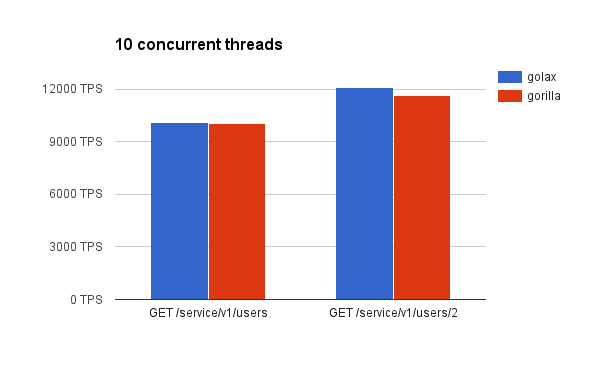 10 concurrent threads
12000 TPS
9000 TPS
6000 TPS
3000 TPS
0 TPS
GET /service/v1/users
GET /service/v1/users/2
golax
gorilla